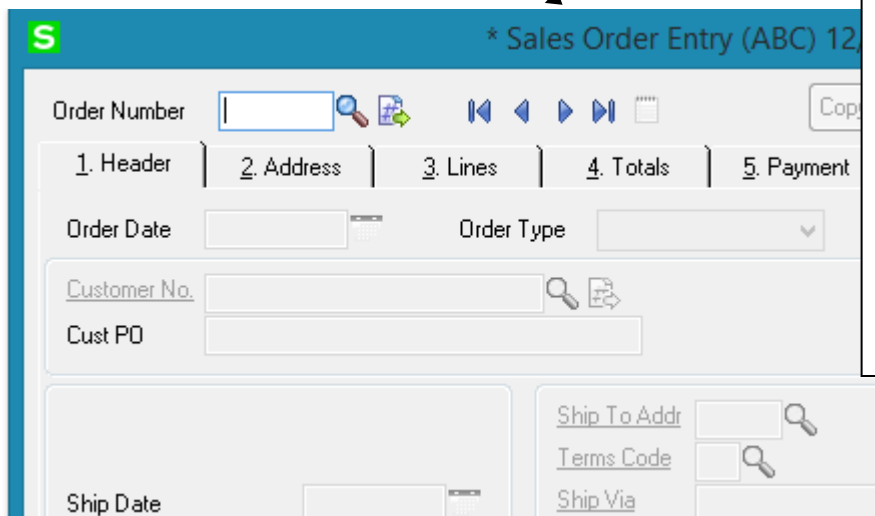 S
* Sales Order Entry (ABC) 12/
Order Number
Copy
1. Header 2. Address 3. Lines 4. Totals 5. Payment
Order Date Order Type
Customer No.
Cust PO
Ship To Addr
Terms Code
Ship Date Ship Via